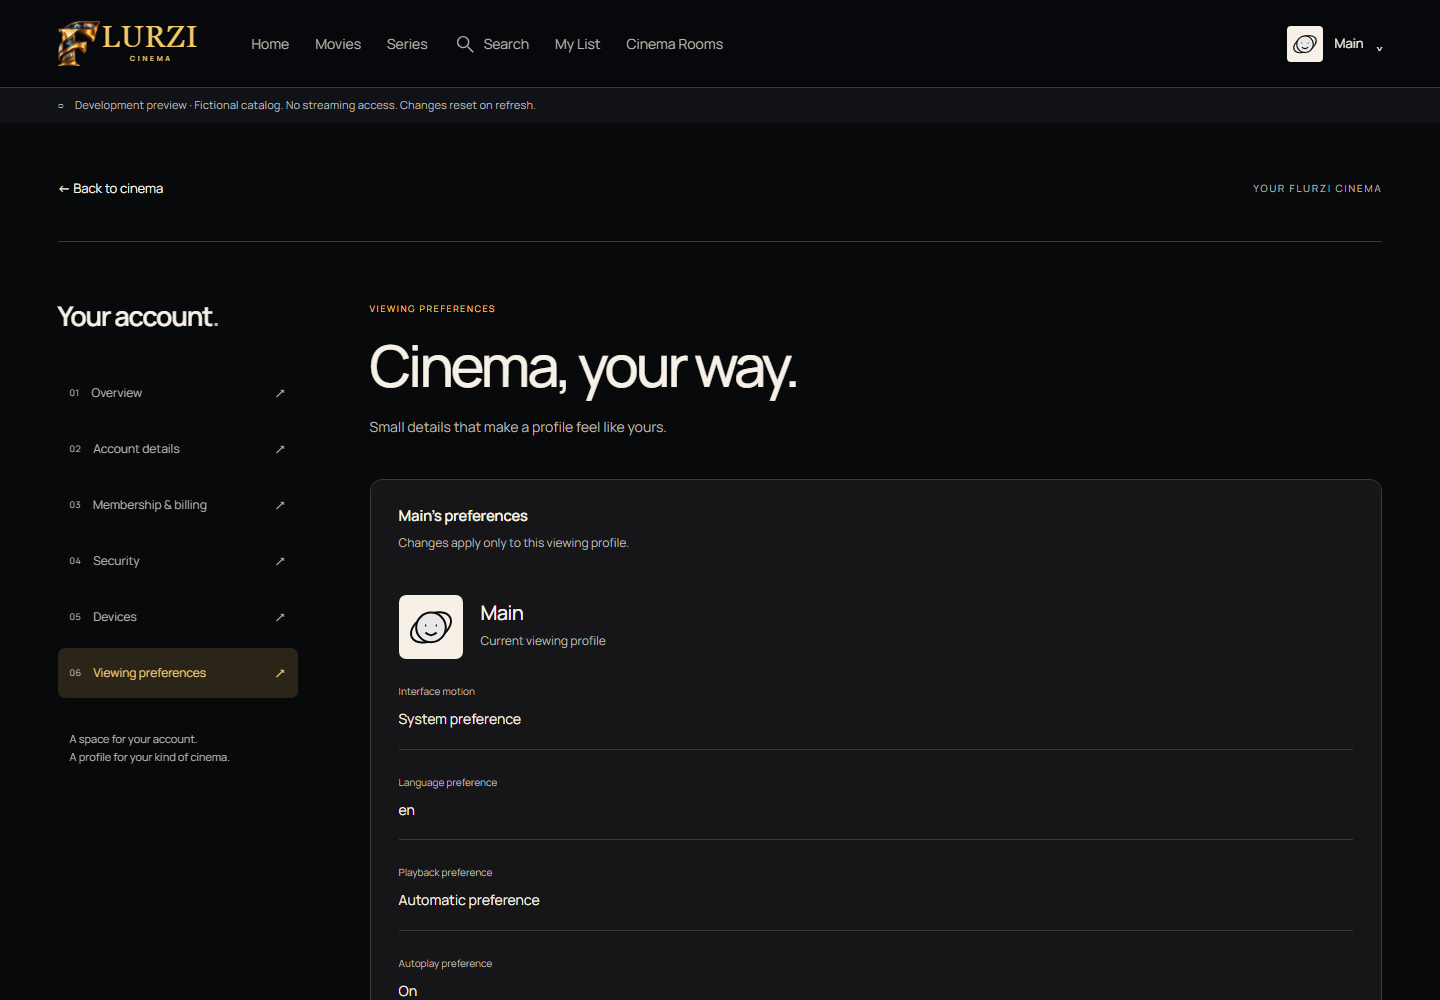 FLURZI
CINEMA
Home
Movies
Series
Search
My List
Cinema Rooms
Main
Development preview · Fictional catalog. No streaming access. Changes reset on refresh.
← Back to cinema
YOUR FLURZI CINEMA
Your account.
01 Overview ↗
02 Account details ↗
03 Membership & billing ↗
04 Security ↗
05 Devices ↗
06 Viewing preferences ↗
A space for your account.
A profile for your kind of cinema.
VIEWING PREFERENCES
Cinema, your way.
Small details that make a profile feel like yours.
Main’s preferences
Changes apply only to this viewing profile.
Main
Current viewing profile
Interface motion
System preference
Language preference
en
Playback preference
Automatic preference
Autoplay preference
On